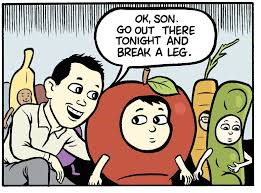 OK, SON.
GO OUT THERE
TONIGHT AND
BREAK A LEG.